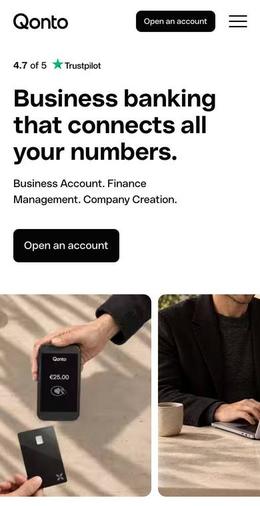 Qonto
Open an account
4.7 of 5 Trustpilot
Business banking
that connects all
your numbers.
Business Account. Finance
Management. Company Creation.
Open an account
Qonto
€25.00